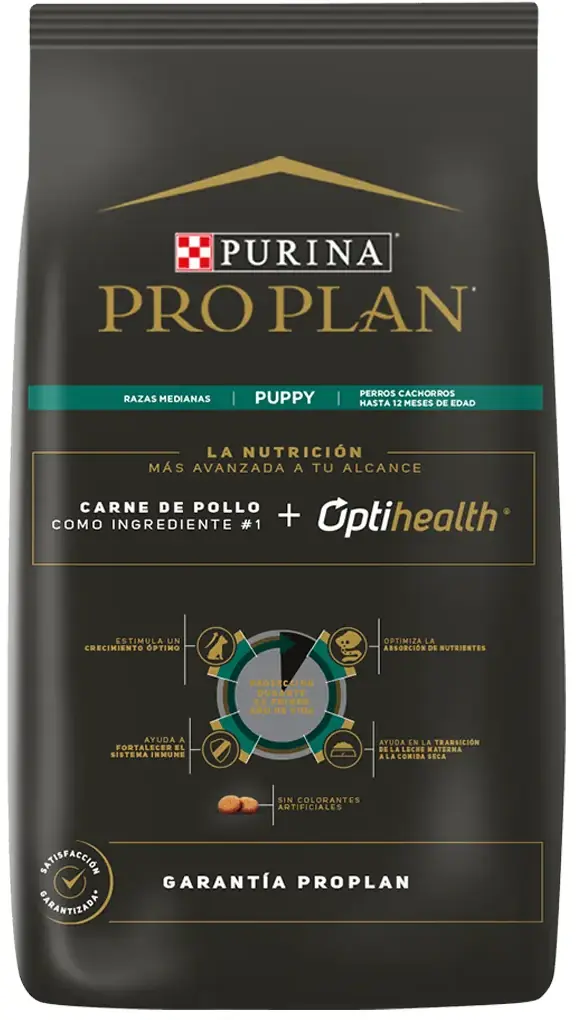 PURINA
PRO PLAN
RAZAS MEDIANAS | PUPPY | PERROS CACHORROS
HASTA 12 MESES DE EDAD
LA NUTRICIÓN
MÁS AVANZADA A TU ALCANCE
CARNE DE POLLO
COMO INGREDIENTE #1
+
Optihealth®
ESTIMULA UN
CRECIMIENTO ÓPTIMO
OPTIMIZA LA
ABSORCIÓN DE NUTRIENTES
AYUDA A
FORTALECER EL
SISTEMA INMUNE
AYUDA EN LA TRANSICIÓN
DE LA LECHE MATERNA
A LA COMIDA SECA
SIN COLORANTES
ARTIFICIALES
SATISFACCIÓN
GARANTIZADA*
GARANTÍA PROPLAN